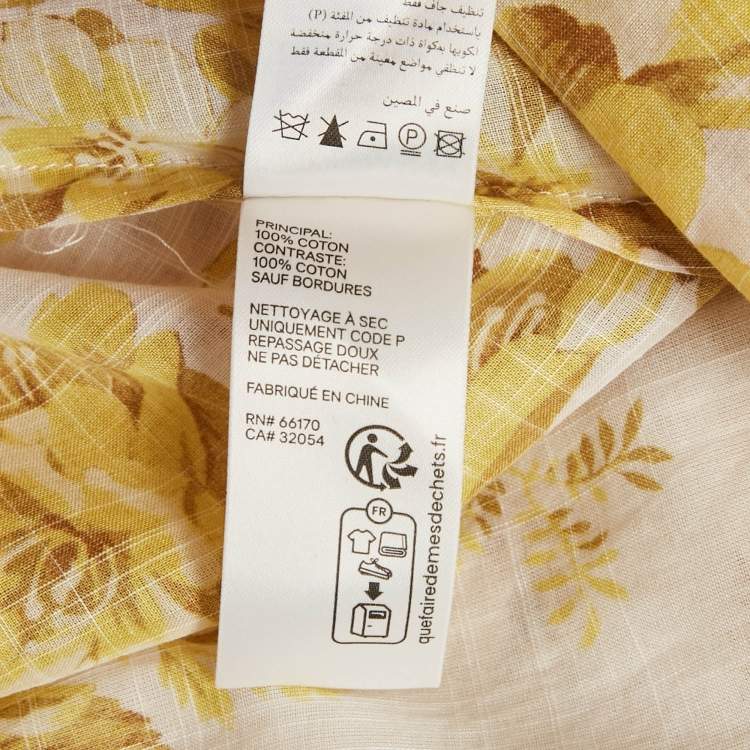 تنظيف جاف فقط
باستخدام مادة تنظيف من الفئة (P)
لكويها بمكواة ذات درجة حرارة منخفضة
لا تنظفي مواضع معينة من المقطعة فقط
صنع في الصين
P
PRINCIPAL:
100% COTON
CONTRASTE:
100% COTON
SAUF BORDURES
NETTOYAGE À SEC
UNIQUEMENT CODE P
REPASSAGE DOUX
NE PAS DÉTACHER
FABRIQUÉ EN CHINE
RN# 66170
CA# 32054
FR
quefairedemesdechets.fr